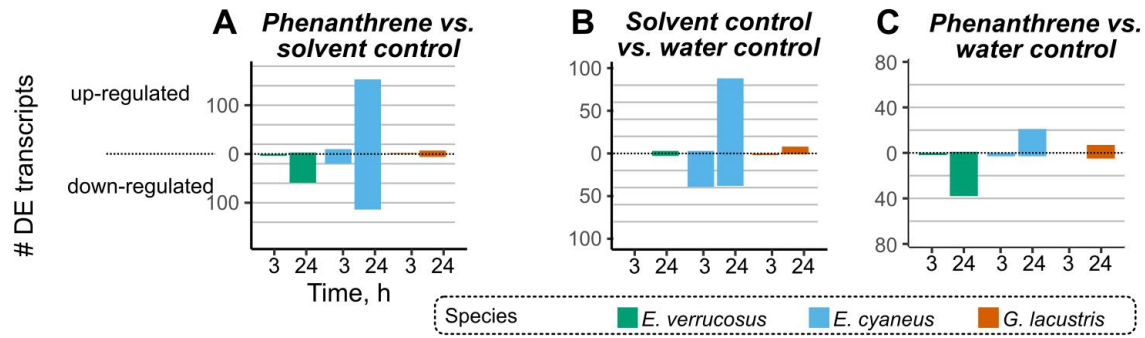 A Phenanthrene vs. solvent control
B Solvent control vs. water control
C Phenanthrene vs. water control
# DE transcripts
up-regulated
down-regulated
100
0
100
3 24 3 24 3 24
Time, h
100
50
0
50
100
3 24 3 24 3 24
80
40
0
40
80
3 24 3 24 3 24
Species E. verrucosus E. cyaneus G. lacustris